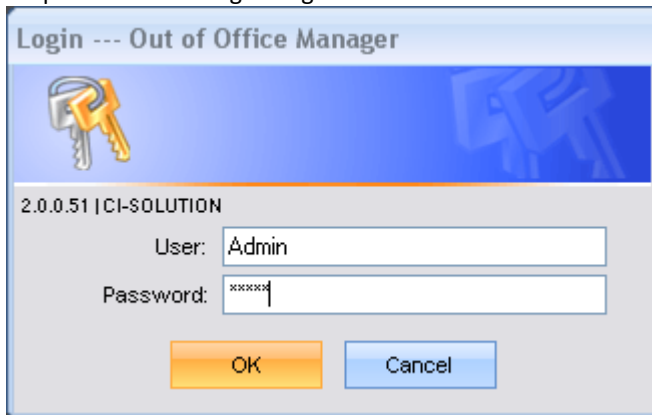 Login --- Out of Office Manager
2.0.0.51 | CI-SOLUTION
User: Admin
Password: *****
OK Cancel